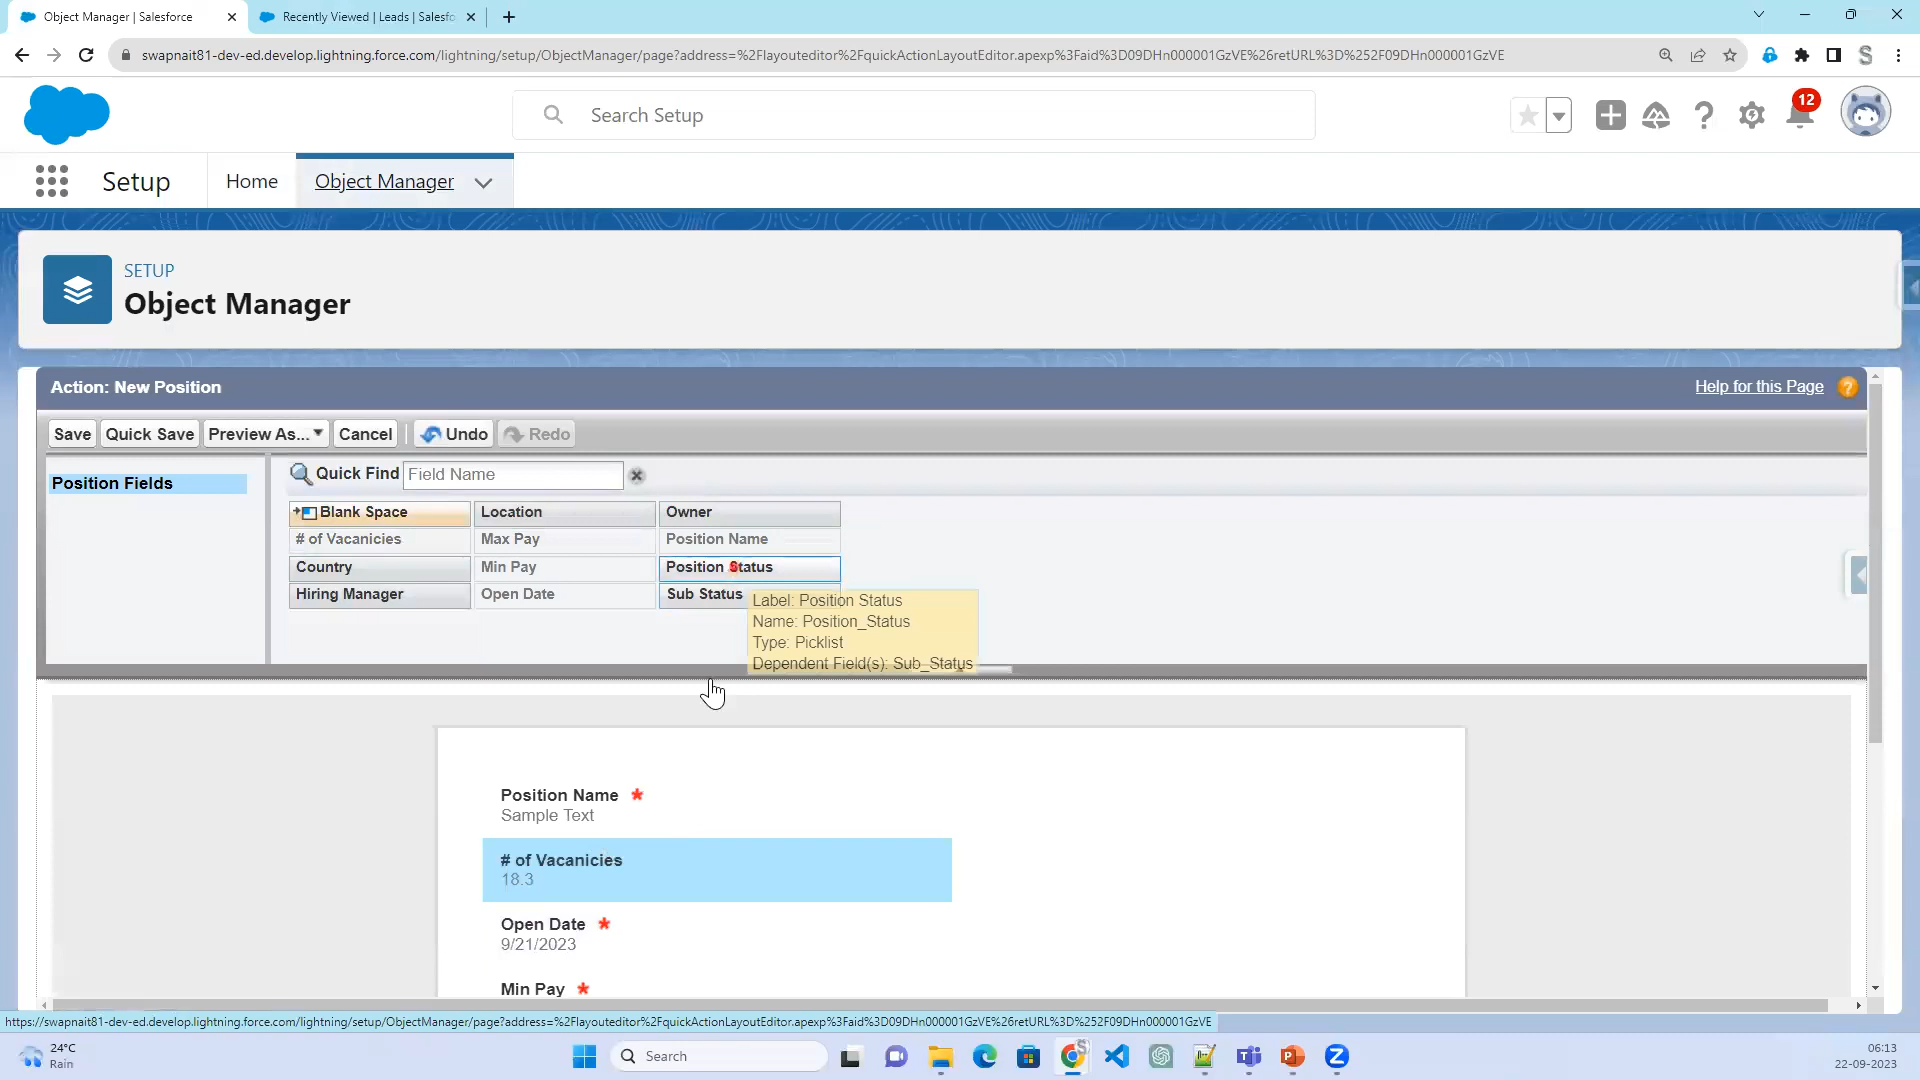 Object Manager | Salesforce
Recently Viewed | Leads | Salesfo
swapnait81-dev-ed.develop.lightning.force.com/lightning/setup/ObjectManager/page?address=%2Flayouteditor%2FquickActionLayoutEditor.apexp%3Faid%3D09DHn000001GzVE%26retURL%3D%252F09DHn000001GzVE
Search Setup
12
Setup
Home
Object Manager
SETUP
Object Manager
Action: New Position
Help for this Page
Save
Quick Save
Preview As...
Cancel
Undo
Redo
Position Fields
Quick Find
Field Name
Blank Space
Location
Owner
# of Vacanicies
Max Pay
Position Name
Country
Min Pay
Position Status
Hiring Manager
Open Date
Sub Status
Label: Position Status
Name: Position_Status
Type: Picklist
Dependent Field(s): Sub_Status
Position Name *
Sample Text
# of Vacanicies
18.3
Open Date *
9/21/2023
Min Pay *
https://swapnait81-dev-ed.develop.lightning.force.com/lightning/setup/ObjectManager/page?address=%2Flayouteditor%2FquickActionLayoutEditor.apexp%3Faid%3D09DHn000001GzVE%26retURL%3D%252F09DHn000001GzVE
24°C
Rain
Search
06:13
22-09-2023